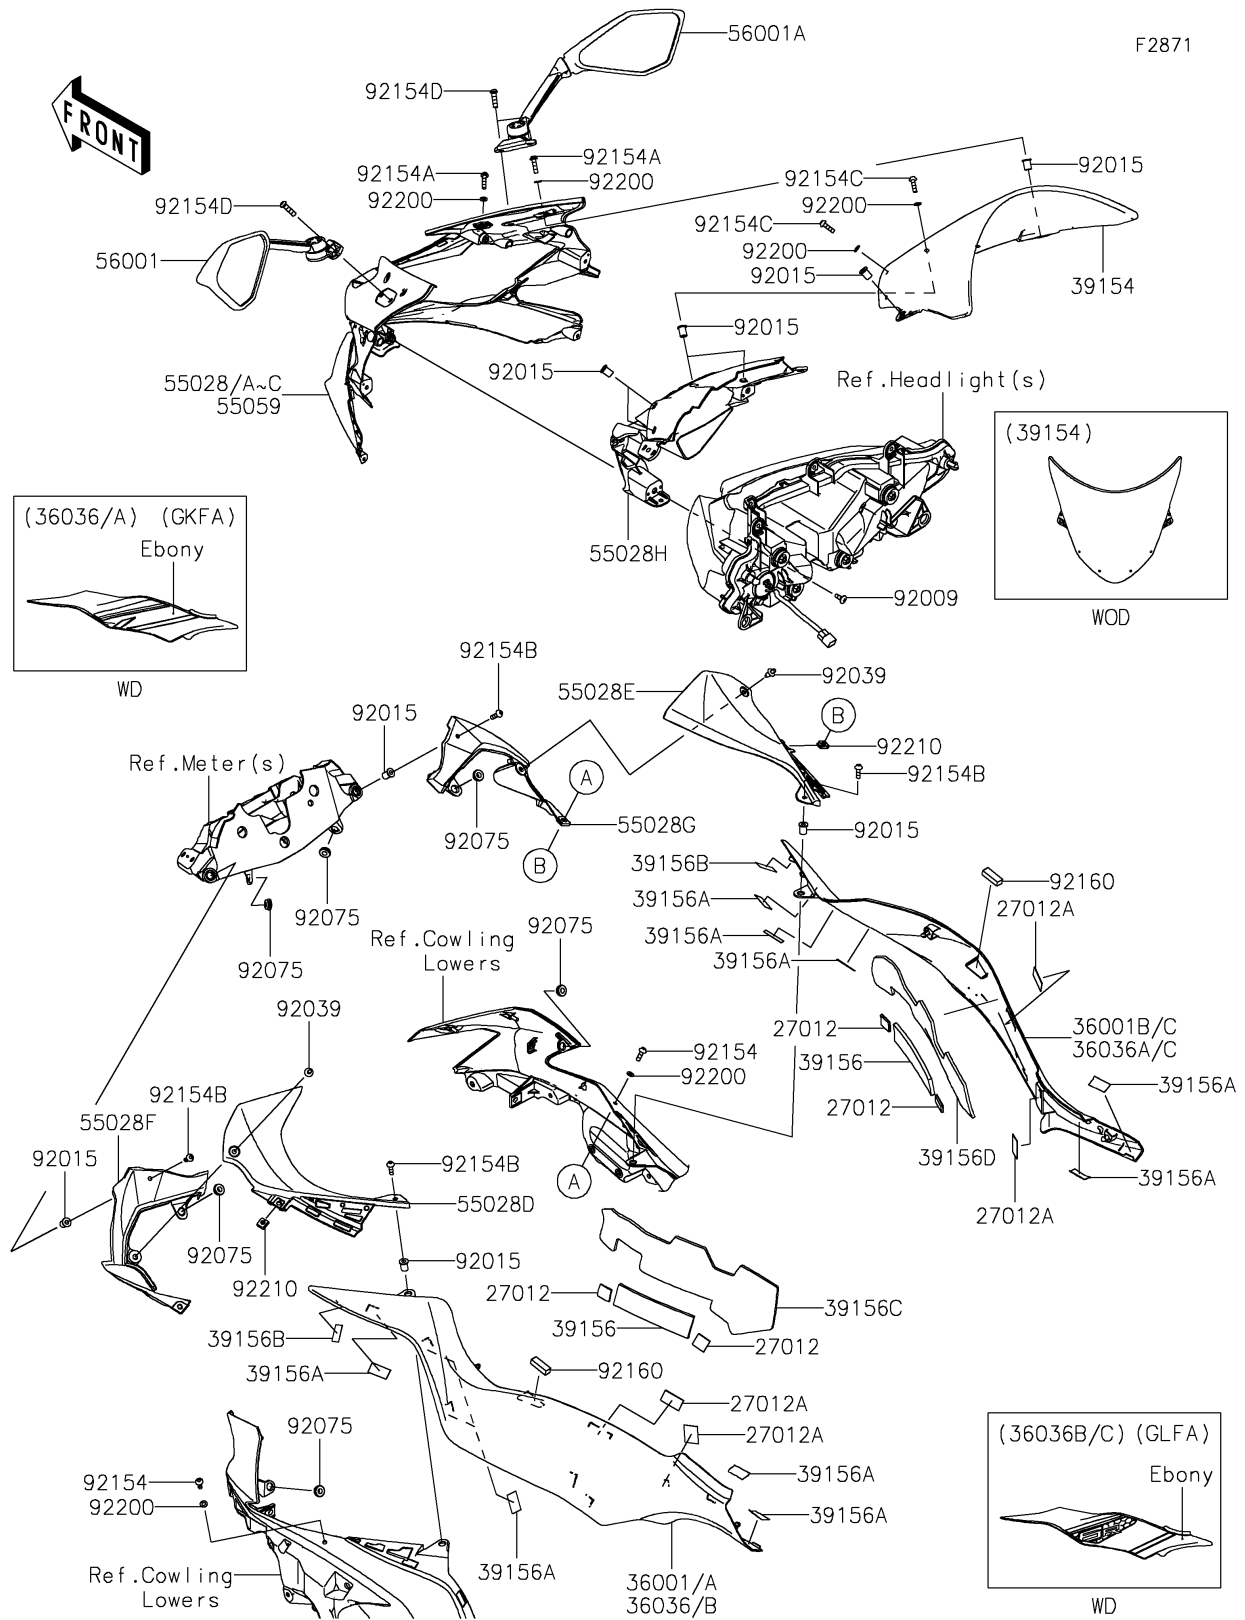 56001A
F2871
FRONT
92154D
92154A
92154A
92200
92200
92154D
92154C
92015
92200
92154C
92200
92015
56001
39154
92015
92015
Ref.Headlight(s)
55028/A~C
55059
(39154)
WOD
(36036/A) (GKFA)
Ebony
WD
55028H
92009
92154B
55028E
92039
B
92015
92210
92154B
Ref.Meter(s)
A
92075
55028G
B
92015
39156B
92160
39156A
27012A
92075
39156A
39156A
92075
Ref.Cowling
Lowers
92075
92039
92154
92200
27012
39156
36001B/C
36036A/C
39156A
27012
92154B
55028F
92015
92154B
39156D
39156A
A
55028D
27012A
92075
92210
92015
27012
39156C
39156
27012
39156B
39156A
92160
27012A
27012A
92075
39156A
39156A
(36036B/C) (GLFA)
Ebony
WD
92154
92200
Ref.Cowling
Lowers
39156A
36001/A
36036/B